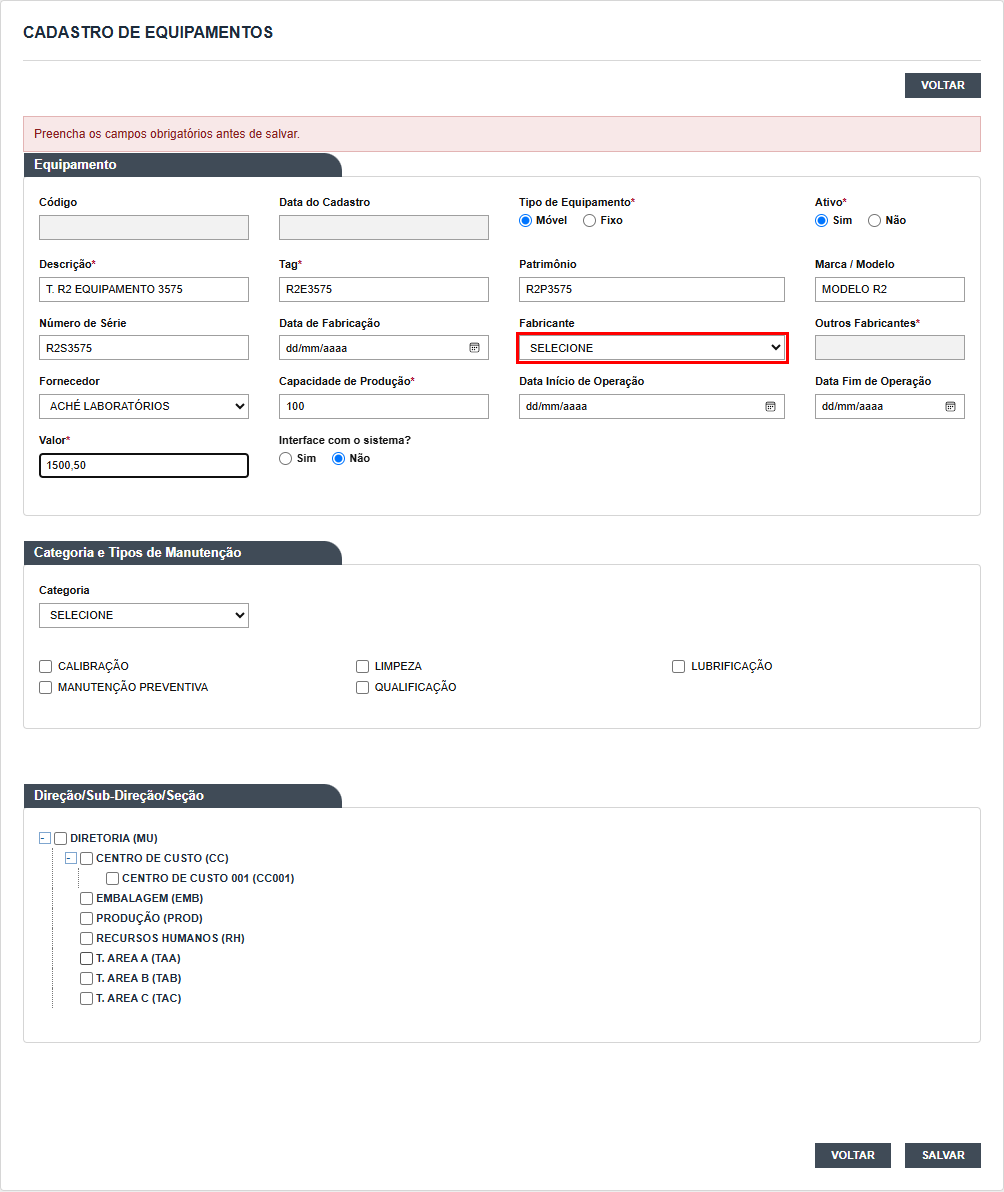 CADASTRO DE EQUIPAMENTOS
VOLTAR
Preencha os campos obrigatórios antes de salvar.
Equipamento
Código Data do Cadastro Tipo de Equipamento* Ativo*
Móvel Fixo Sim Não
Descrição* Tag* Patrimônio Marca / Modelo
T. R2 EQUIPAMENTO 3575 R2E3575 R2P3575 MODELO R2
Número de Série Data de Fabricação Fabricante Outros Fabricantes*
R2S3575 dd/mm/aaaa SELECIONE
Fornecedor Capacidade de Produção* Data Início de Operação Data Fim de Operação
ACHÉ LABORATÓRIOS 100 dd/mm/aaaa dd/mm/aaaa
Valor* Interface com o sistema?
1500,50 Sim Não
Categoria e Tipos de Manutenção
Categoria
SELECIONE
CALIBRAÇÃO LIMPEZA LUBRIFICAÇÃO
MANUTENÇÃO PREVENTIVA QUALIFICAÇÃO
Direção/Sub-Direção/Seção
DIRETORIA (MU)
CENTRO DE CUSTO (CC)
CENTRO DE CUSTO 001 (CC001)
EMBALAGEM (EMB)
PRODUÇÃO (PROD)
RECURSOS HUMANOS (RH)
T. AREA A (TAA)
T. AREA B (TAB)
T. AREA C (TAC)
VOLTAR SALVAR